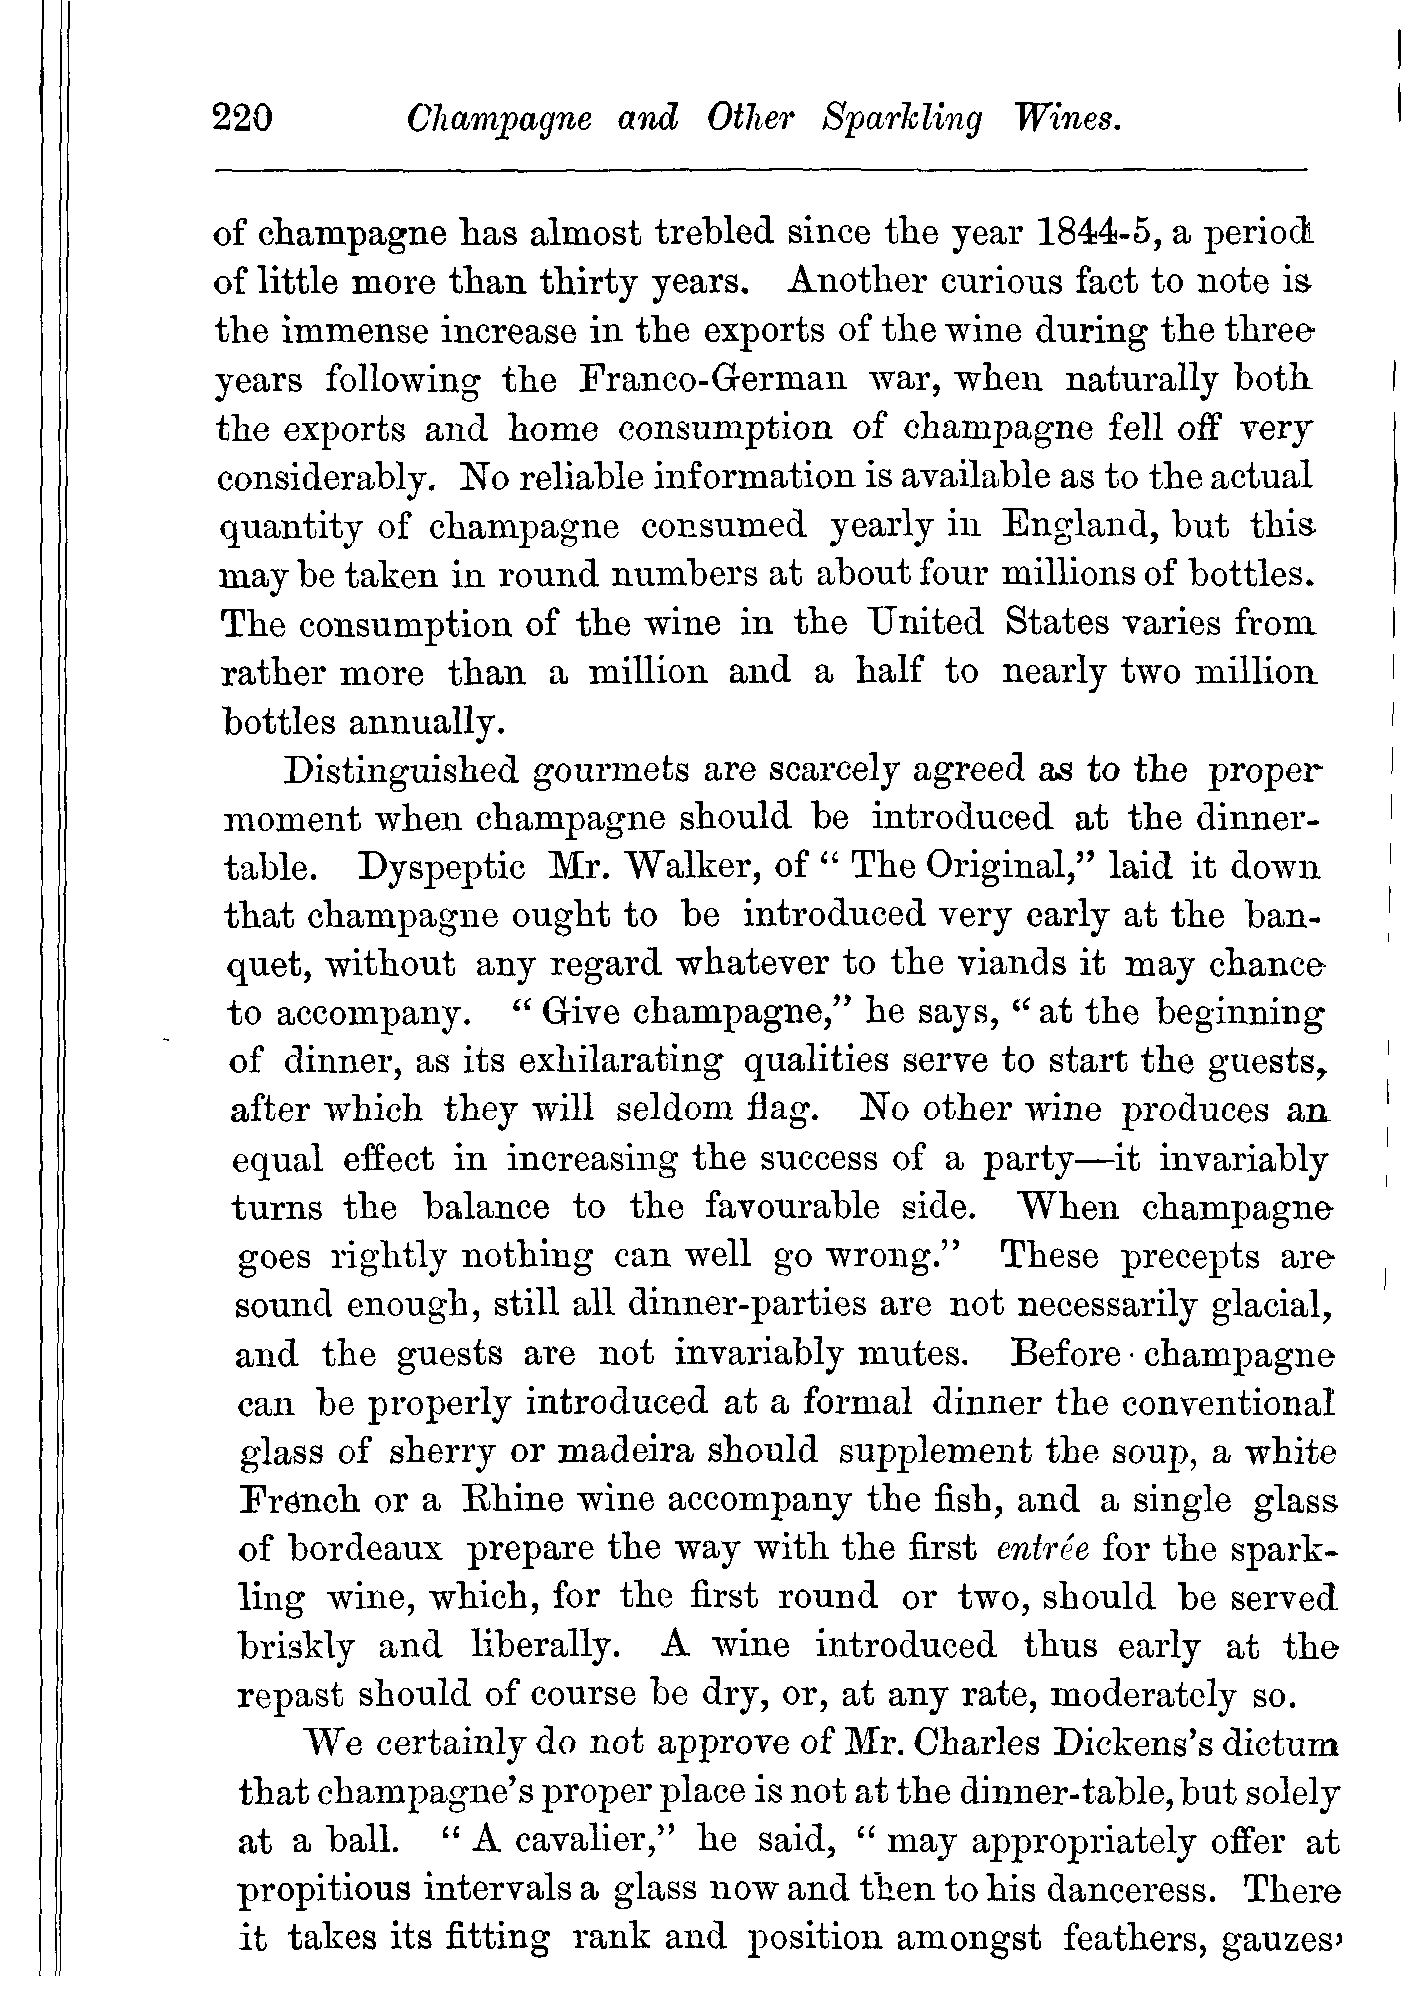 220 Champagne and Other Sparkling Wines.
of champagne has almost trebled since the year 1844-5, a period
of little more than thirty years. Another curious fact to note is
the immense increase in the exports of the wine during the three
years following the Franco-German war, when naturally both
the exports and home consumption of champagne fell off very
considerably. No reliable information is available as to the actual
quantity of champagne consumed yearly in England, but this
may be taken in round numbers at about four millions of bottles.
The consumption of the wine in the United States varies from
rather more than a million and a half to nearly two million
bottles annually.
Distinguished gourmets are scarcely agreed as to the proper
moment when champagne should be introduced at the dinner-
table. Dyspeptic Mr. Walker, of “ The Original,” laid it down
that champagne ought to be introduced very early at the ban-
quet, without any regard whatever to the viands it may chance
to accompany. “ Give champagne,” he says, “ at the beginning
of dinner, as its exhilarating qualities serve to start the guests,
after which they will seldom flag. No other wine produces an
equal effect in increasing the success of a party—it invariably
turns the balance to the favourable side. When champagne
goes rightly nothing can well go wrong.” These precepts are
sound enough, still all dinner-parties are not necessarily glacial,
and the guests are not invariably mutes. Before champagne
can be properly introduced at a formal dinner the conventional
glass of sherry or madeira should supplement the soup, a white
French or a Rhine wine accompany the fish, and a single glass
of bordeaux prepare the way with the first entrée for the spark-
ling wine, which, for the first round or two, should be served
briskly and liberally. A wine introduced thus early at the
repast should of course be dry, or, at any rate, moderately so.
We certainly do not approve of Mr. Charles Dickens’s dictum
that champagne’s proper place is not at the dinner-table, but solely
at a ball. “ A cavalier,” he said, “ may appropriately offer at
propitious intervals a glass now and then to his danceress. There
it takes its fitting rank and position amongst feathers, gauzes,